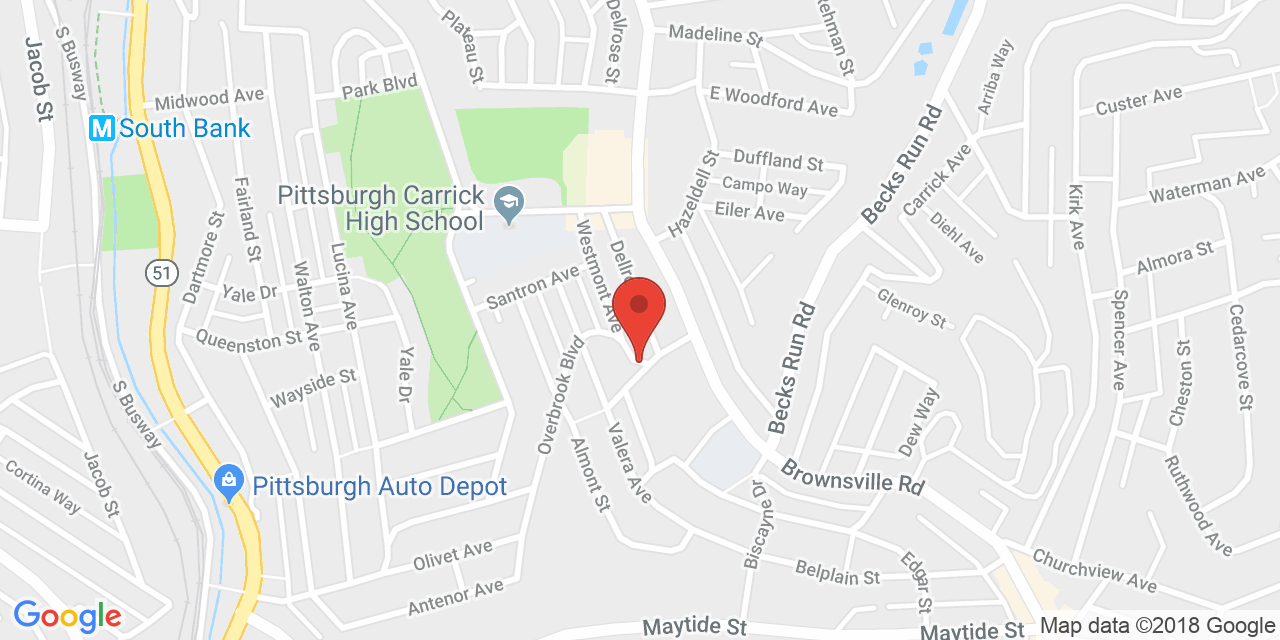 Jacob St
S Busway
Plateau St
Dellrose St
Madeline St
Rehman St
Arriba Way
Park Blvd
Midwood Ave
E Woodford Ave
Custer Ave
M
South Bank
Becks Run Rd
Duffland St
Campo Way
Eiler Ave
Hazeldell St
Carrick Ave
Diehl Ave
Waterman Ave
Kirk Ave
Pittsburgh Carrick
High School
Fairland St
Dartmore St
Lucina Ave
Walton Ave
Westmont Ave
Dellro
Almora St
51
Yale Dr
Santron Ave
Glenroy St
Spencer Ave
Cedarcove St
Queenston St
Becks Run Rd
Cheston St
Yale Dr
Wayside St
Overbrook Blvd
Dew Way
S Busway
Valera Ave
Almont St
Jacob St
Cortina Way
Pittsburgh Auto Depot
Brownsville Rd
Ruthwood Ave
Biscayne Dr
Olivet Ave
Belplain St
Edgar St
Churchview Ave
Antenor Ave
Google
Maytide St
Maytide St
Map data ©2018 Google